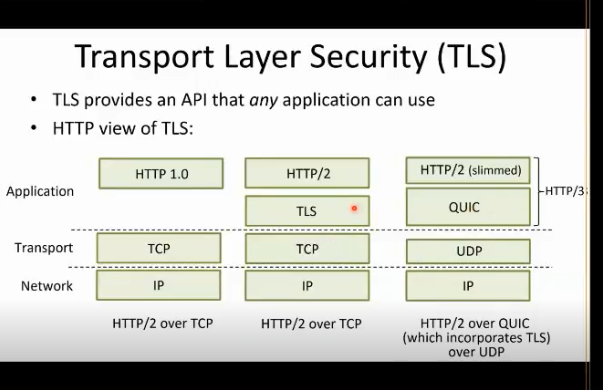 Transport Layer Security (TLS)
• TLS provides an API that any application can use
• HTTP view of TLS:
HTTP 1.0
HTTP/2
HTTP/2 (slimmed)
Application
HTTP/3
TLS
QUIC
Transport
TCP
TCP
UDP
Network
IP
IP
IP
HTTP/2 over TCP
HTTP/2 over TCP
HTTP/2 over QUIC
(which incorporates TLS)
over UDP